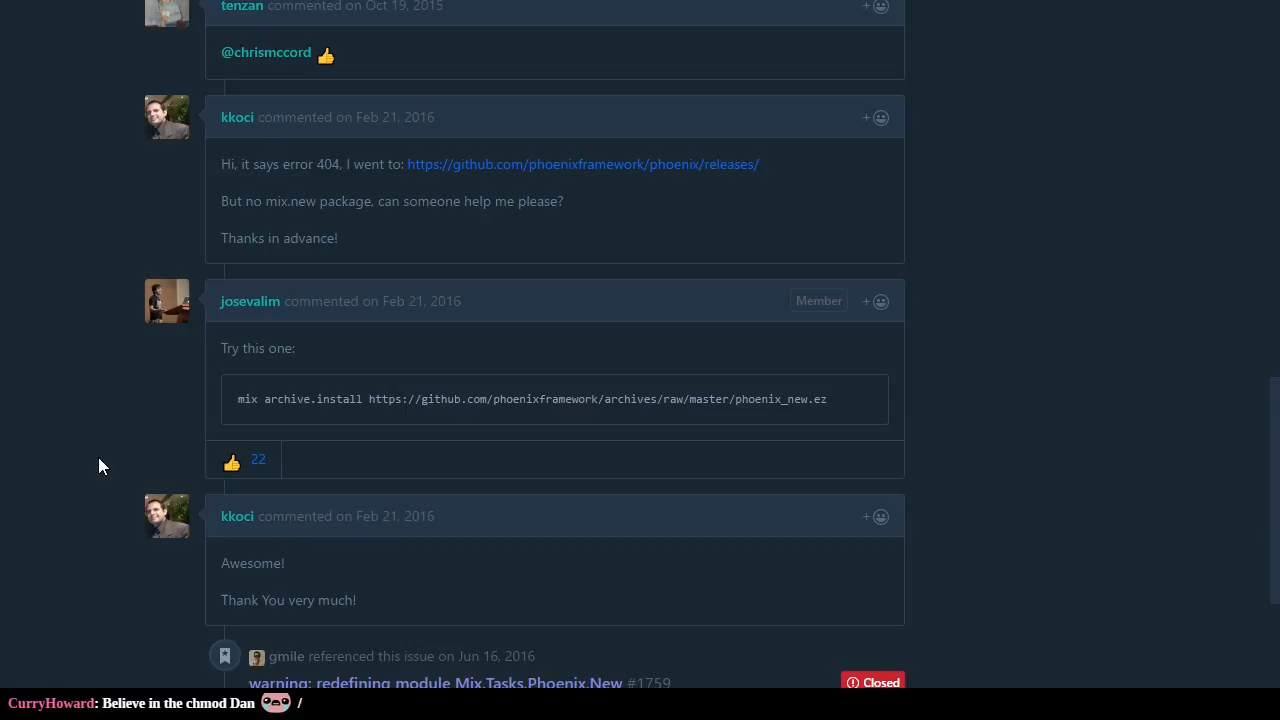 tenzan commented on Oct 19, 2015
@chrismccord 👍
kkoci commented on Feb 21, 2016
Hi, it says error 404, I went to: https://github.com/phoenixframework/phoenix/releases/
But no mix.new package, can someone help me please?
Thanks in advance!
josevalim commented on Feb 21, 2016 Member
Try this one:
mix archive.install https://github.com/phoenixframework/archives/raw/master/phoenix_new.ez
👍 22
kkoci commented on Feb 21, 2016
Awesome!
Thank You very much!
gmile referenced this issue on Jun 16, 2016
warning: redefining module Mix.Tasks.Phoenix.New #1759 Closed
CurryHoward: Believe in the chmod Dan /